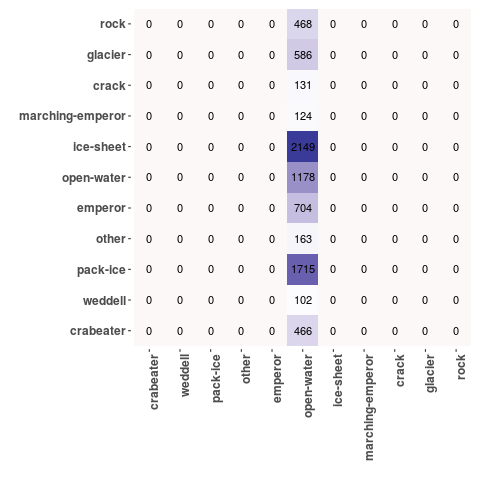 rock 0 0 0 0 0 468 0 0 0 0 0
glacier 0 0 0 0 0 586 0 0 0 0 0
crack 0 0 0 0 0 131 0 0 0 0 0
marching-emperor 0 0 0 0 0 124 0 0 0 0 0
ice-sheet 0 0 0 0 0 2149 0 0 0 0 0
open-water 0 0 0 0 0 1178 0 0 0 0 0
emperor 0 0 0 0 0 704 0 0 0 0 0
other 0 0 0 0 0 163 0 0 0 0 0
pack-ice 0 0 0 0 0 1715 0 0 0 0 0
weddell 0 0 0 0 0 102 0 0 0 0 0
crabeater 0 0 0 0 0 466 0 0 0 0 0
crabeater
weddell
pack-ice
other
emperor
open-water
ice-sheet
marching-emperor
crack
glacier
rock